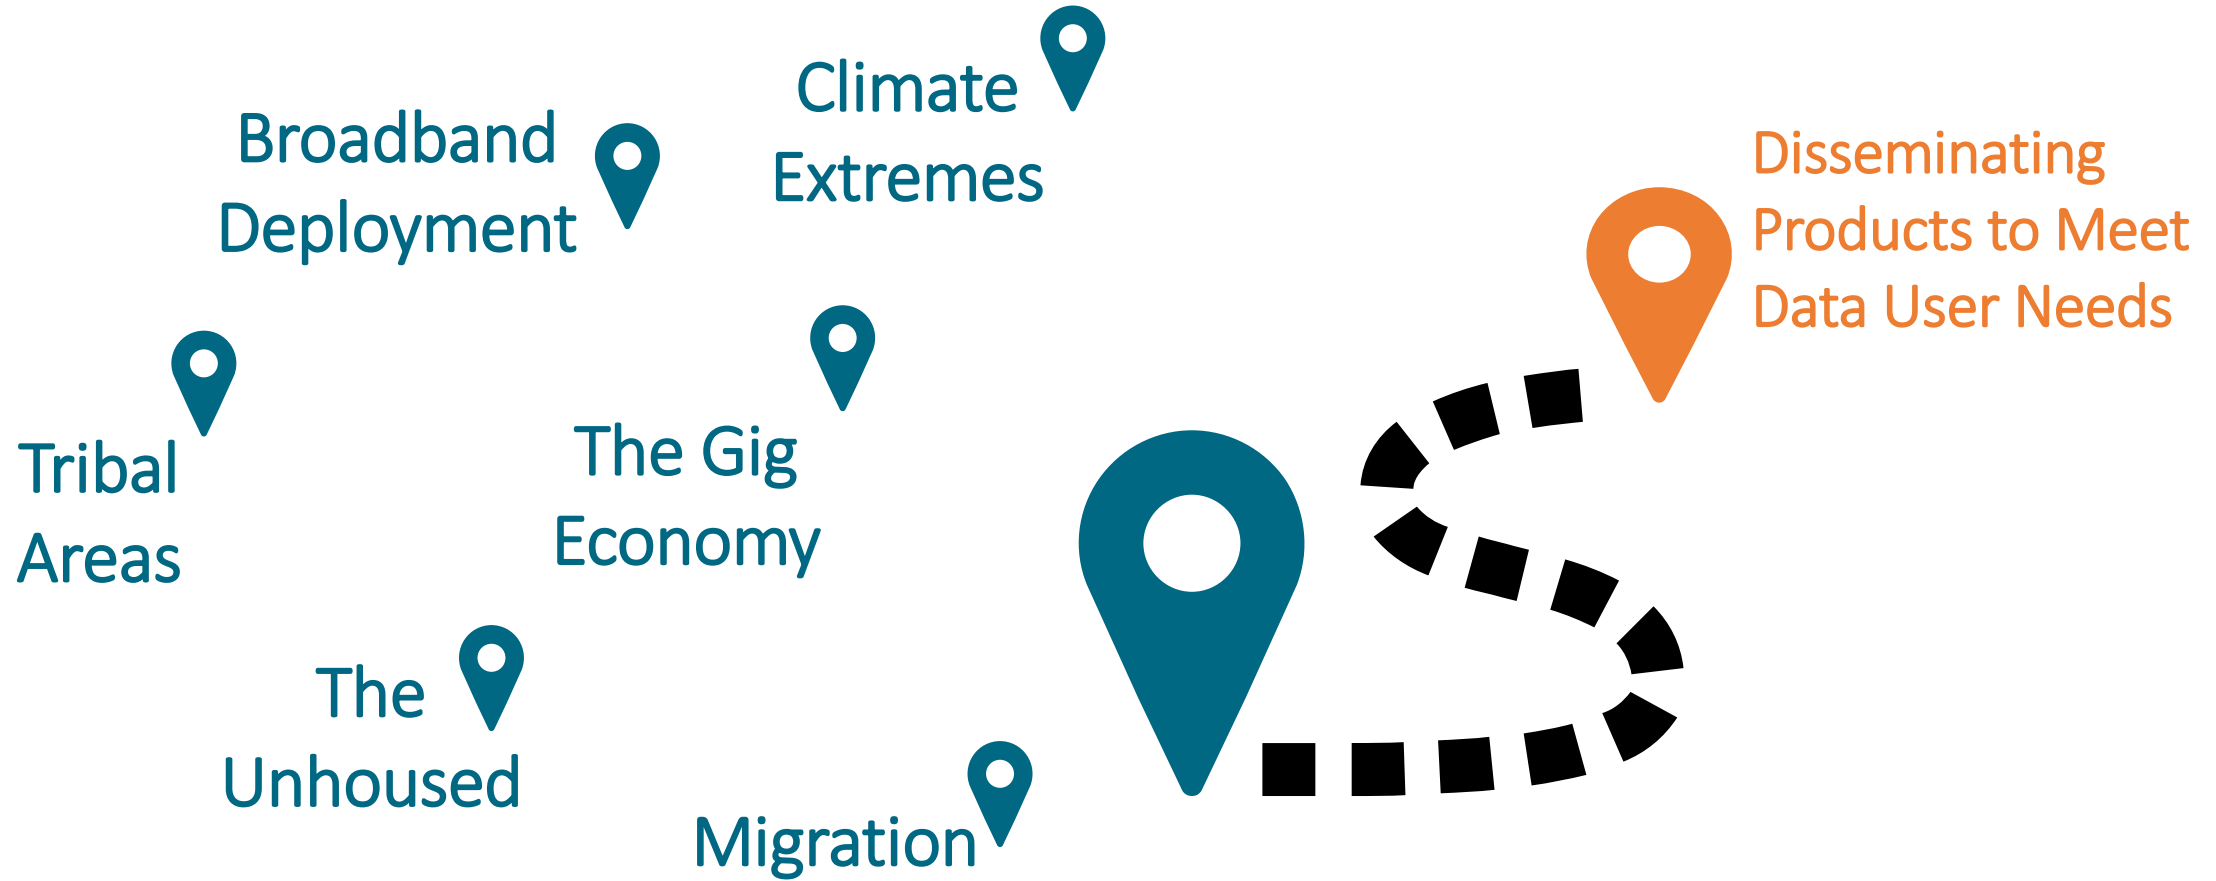 Climate
Extremes
Broadband
Deployment
Disseminating
Products to Meet
Data User Needs
Tribal
Areas
The Gig
Economy
The
Unhoused
Migration